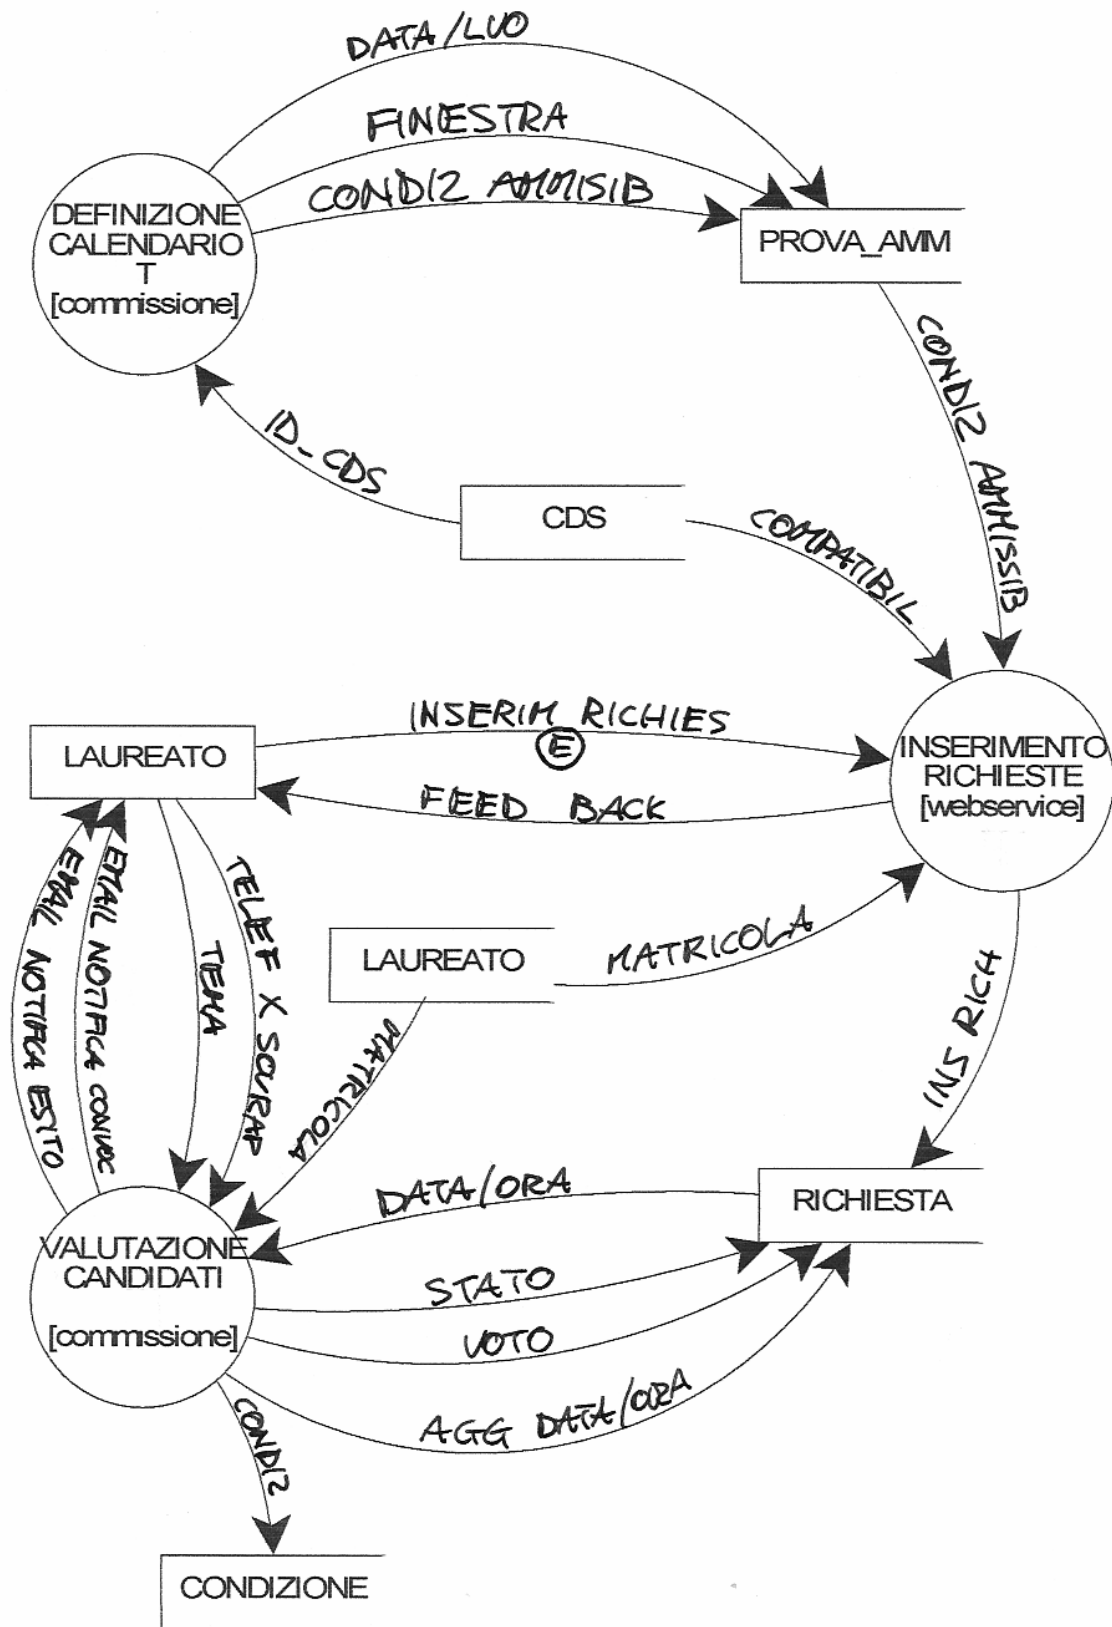 DATA/LUO
FINESTRA
CONDIZ AMMISIB
DEFINIZIONE
CALENDARIO
T
[commissione]
PROVA_AMM
CONDIZ AMMISSIB
ID_CDS
CDS
COMPATIBIL
INSERIM RICHIES
E
LAUREATO
INSERIMENTO
RICHIESTE
[webservice]
FEED BACK
EMAIL NOTIFICA ESITO
EMAIL NOTIFICA CONVOC
TEMA
TELEF X SOVRAP
LAUREATO
MATRICOLA
MATRICOLA
INS RICH
DATA/ORA
RICHIESTA
VALUTAZIONE
CANDIDATI
[commissione]
STATO
VOTO
AGG DATA/ORA
CONDIZ
CONDIZIONE